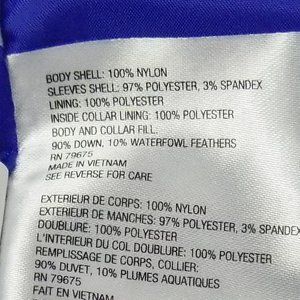 BODY SHELL: 100% NYLON
SLEEVES SHELL: 97% POLYESTER, 3% SPANDEX
LINING: 100% POLYESTER
INSIDE COLLAR LINING: 100% POLYESTER
BODY AND COLLAR FILL:
90% DOWN, 10% WATERFOWL FEATHERS
RN 79675
MADE IN VIETNAM
SEE REVERSE FOR CARE
EXTERIEUR DE CORPS: 100% NYLON
EXTERIEUR DE MANCHES: 97% POLYESTER, 3% SPANDEX
DOUBLURE: 100% POLYESTER
L'INTERIEUR DU COL DOUBLURE: 100% POLYESTER
REMPLISSAGE DE CORPS, COLLIER:
90% DUVET, 10% PLUMES AQUATIQUES
RN 79675
FAIT EN VIETNAM